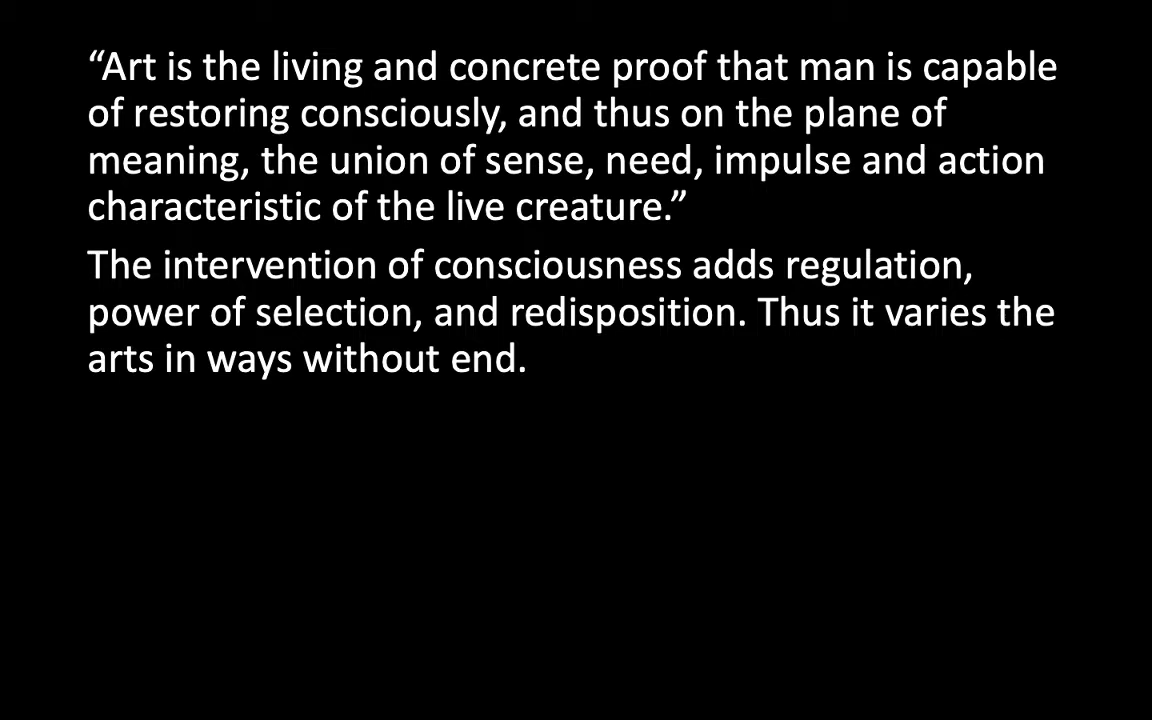 “Art is the living and concrete proof that man is capable
of restoring consciously, and thus on the plane of
meaning, the union of sense, need, impulse and action
characteristic of the live creature.”
The intervention of consciousness adds regulation,
power of selection, and redisposition. Thus it varies the
arts in ways without end.